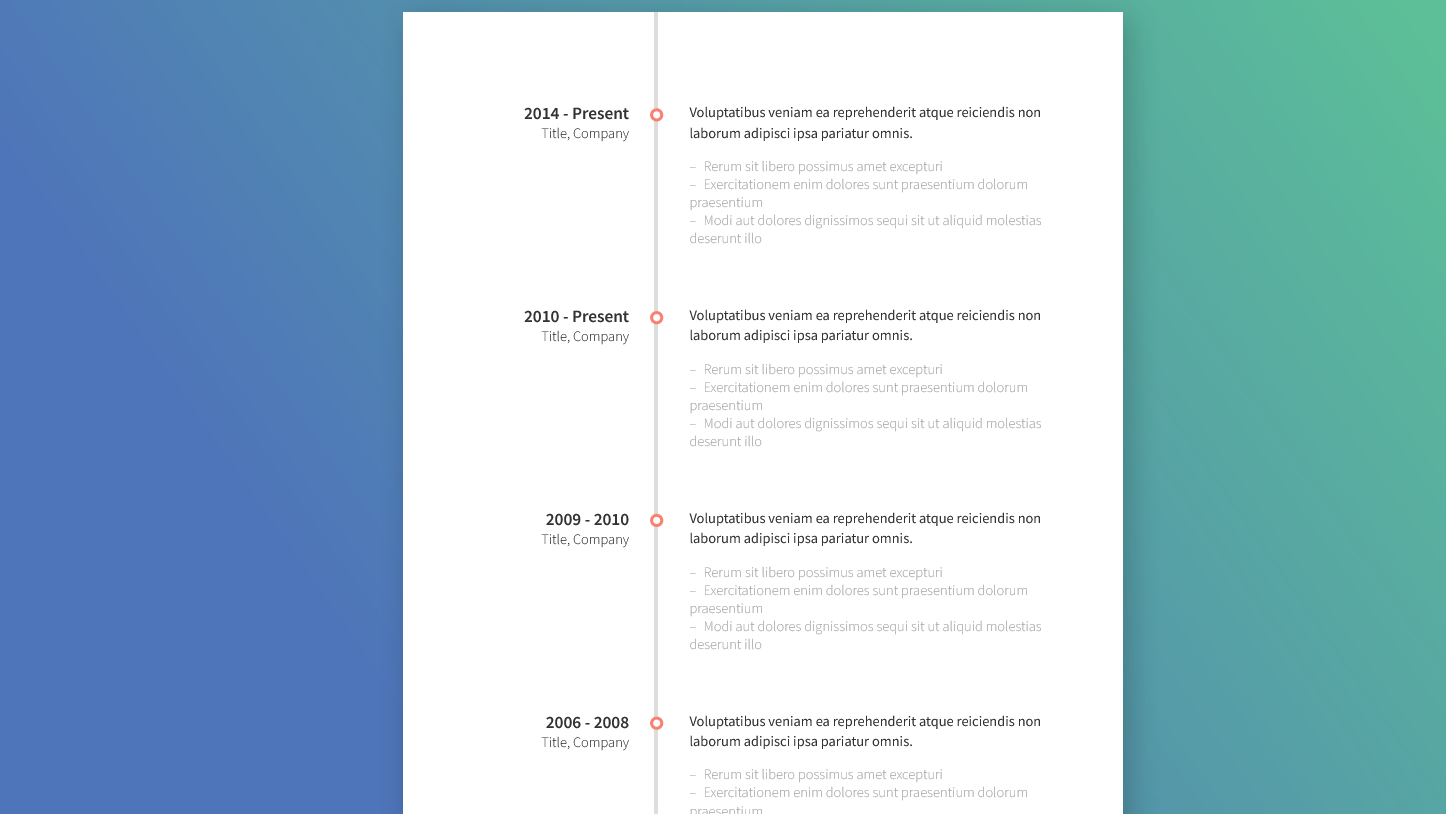 2014 - Present
Title, Company
Voluptatibus veniam ea reprehenderit atque reiciendis non
laborum adipisci ipsa pariatur omnis.
– Rerum sit libero possimus amet excepturi
– Exercitationem enim dolores sunt praesentium dolorum
praesentium
– Modi aut dolores dignissimos sequi sit ut aliquid molestias
deserunt illo
2010 - Present
Title, Company
Voluptatibus veniam ea reprehenderit atque reiciendis non
laborum adipisci ipsa pariatur omnis.
– Rerum sit libero possimus amet excepturi
– Exercitationem enim dolores sunt praesentium dolorum
praesentium
– Modi aut dolores dignissimos sequi sit ut aliquid molestias
deserunt illo
2009 - 2010
Title, Company
Voluptatibus veniam ea reprehenderit atque reiciendis non
laborum adipisci ipsa pariatur omnis.
– Rerum sit libero possimus amet excepturi
– Exercitationem enim dolores sunt praesentium dolorum
praesentium
– Modi aut dolores dignissimos sequi sit ut aliquid molestias
deserunt illo
2006 - 2008
Title, Company
Voluptatibus veniam ea reprehenderit atque reiciendis non
laborum adipisci ipsa pariatur omnis.
– Rerum sit libero possimus amet excepturi
– Exercitationem enim dolores sunt praesentium dolorum
praesentium